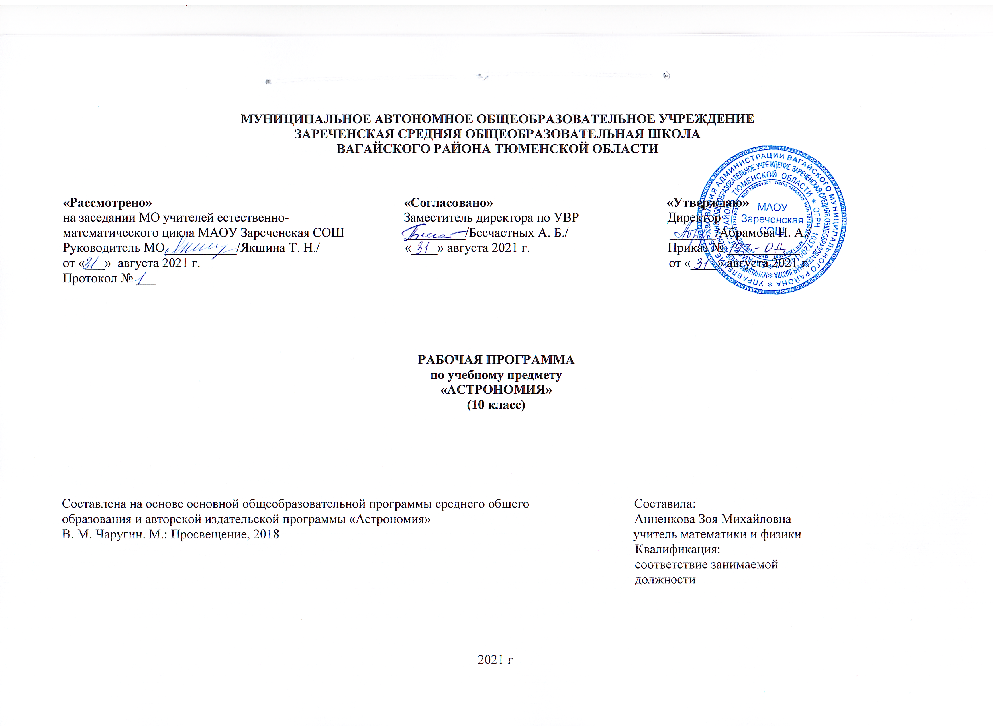 МУНИЦИПАЛЬНОЕ АВТОНОМНОЕ ОБЩЕОБРАЗОВАТЕЛЬНОЕ УЧРЕЖДЕНИЕ
ЗАРЕЧЕНСКАЯ СРЕДНЯЯ ОБЩЕОБРАЗОВАТЕЛЬНАЯ ШКОЛА
ВАГАЙСКОГО РАЙОНА ТЮМЕНСКОЙ ОБЛАСТИ
«Рассмотрено»
на заседании МО учителей естественно-
математического цикла МАОУ Зареченская СОШ
Руководитель МО___________/Якшина Т. Н./
от «31» августа 2021 г.
Протокол № 1
«Согласовано»
Заместитель директора по УВР
/Бесчастных А. Б./
«31» августа 2021 г.
«Утверждаю»
Директор
/Абрамова Н. А./
Приказ № 197-ОД
от «31» августа 2021 г.
МАОУ
Зареченская
СОШ
РАБОЧАЯ ПРОГРАММА
по учебному предмету
«АСТРОНОМИЯ»
(10 класс)
Составлена на основе основной общеобразовательной программы среднего общего
образования и авторской издательской программы «Астрономия»
В. М. Чаругин. М.: Просвещение, 2018
Составила:
Анненкова Зоя Михайловна
учитель математики и физики
Квалификация:
соответствие занимаемой
должности
2021 г